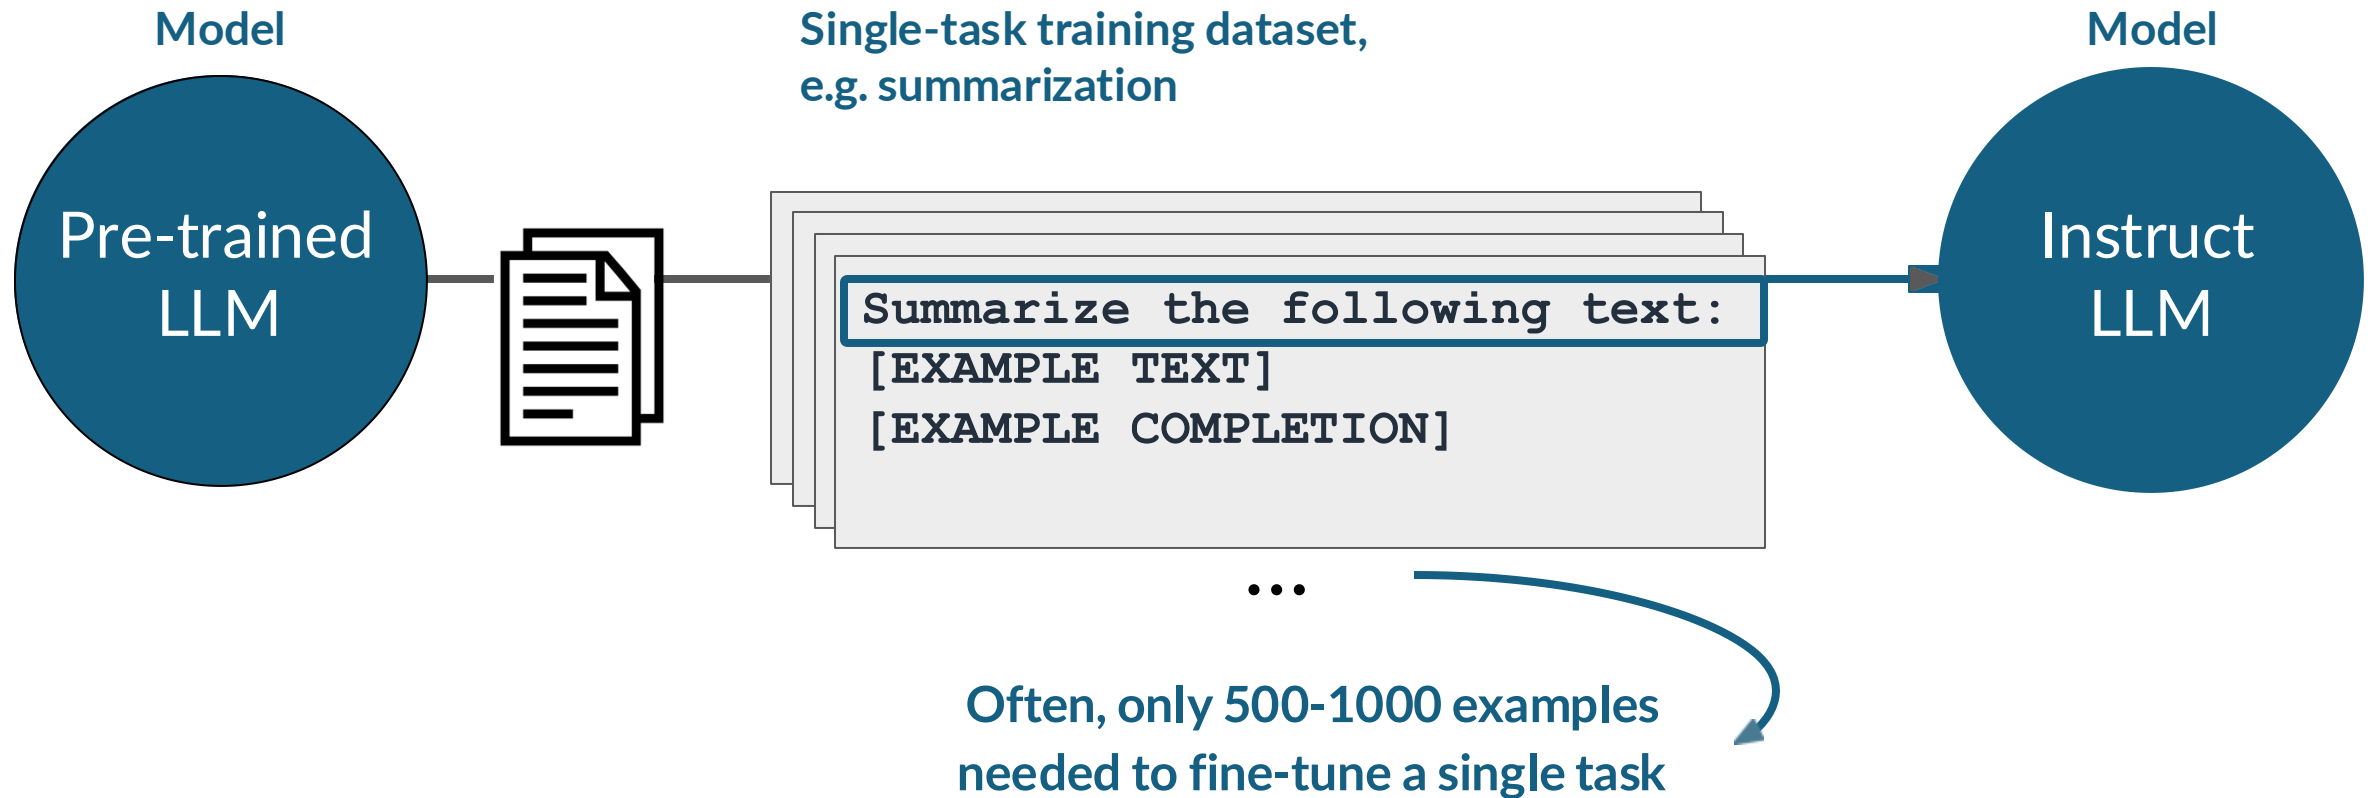 Model
Pre-trained
LLM
Single-task training dataset,
e.g. summarization
Summarize the following text:
[EXAMPLE TEXT]
[EXAMPLE COMPLETION]
...
Often, only 500-1000 examples
needed to fine-tune a single task
Model
Instruct
LLM